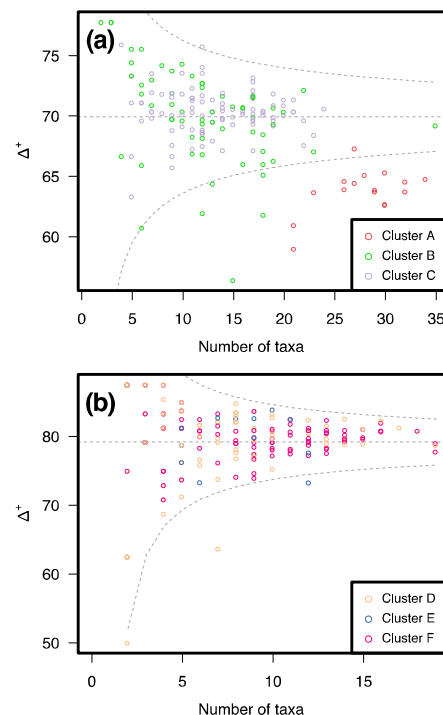 (a)
75
70
65
60
Δ+
Cluster A
Cluster B
Cluster C
0 5 10 15 20 25 30 35
Number of taxa
(b)
80
70
60
50
Δ+
Cluster D
Cluster E
Cluster F
0 5 10 15
Number of taxa